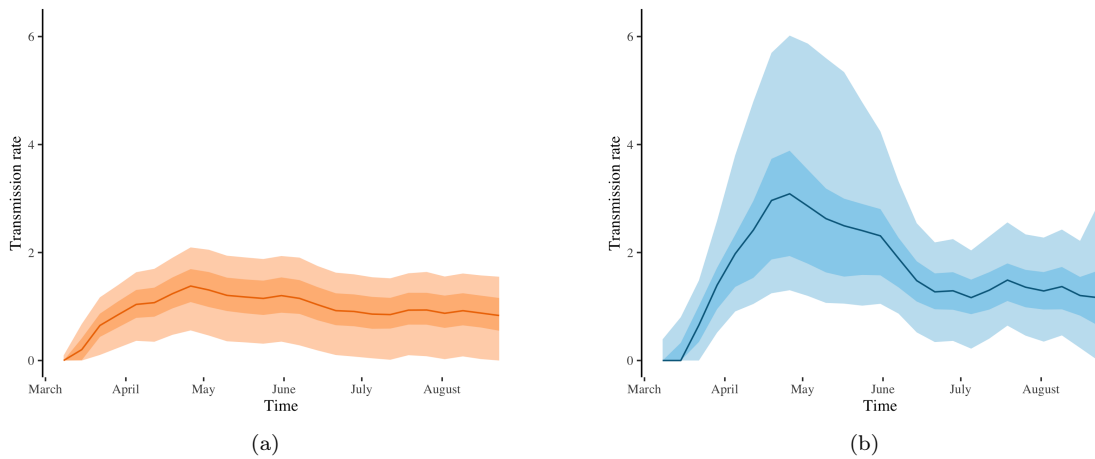 6
4
2
0
Transmission rate
March April May June July August
Time
(a)
6
4
2
0
Transmission rate
March April May June July August
Time
(b)